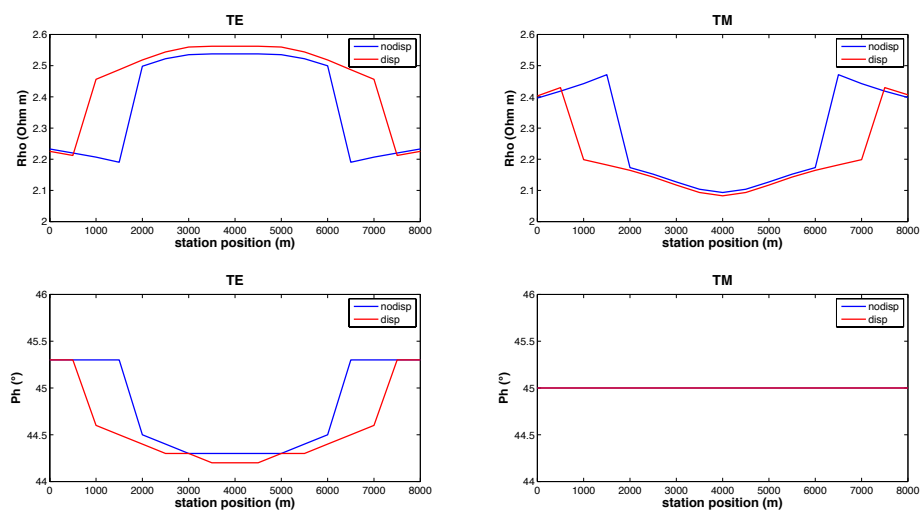 TE
2.6
2.5
2.4
2.3
2.2
2.1
2
Rho (Ohm m)
0 1000 2000 3000 4000 5000 6000 7000 8000
station position (m)
nodisp
disp
TM
2.6
2.5
2.4
2.3
2.2
2.1
2
Rho (Ohm m)
0 1000 2000 3000 4000 5000 6000 7000 8000
station position (m)
nodisp
disp
TE
46
45.5
45
44.5
44
Ph (°)
0 1000 2000 3000 4000 5000 6000 7000 8000
station position (m)
nodisp
disp
TM
46
45.5
45
44.5
44
Ph (°)
0 1000 2000 3000 4000 5000 6000 7000 8000
station position (m)
nodisp
disp